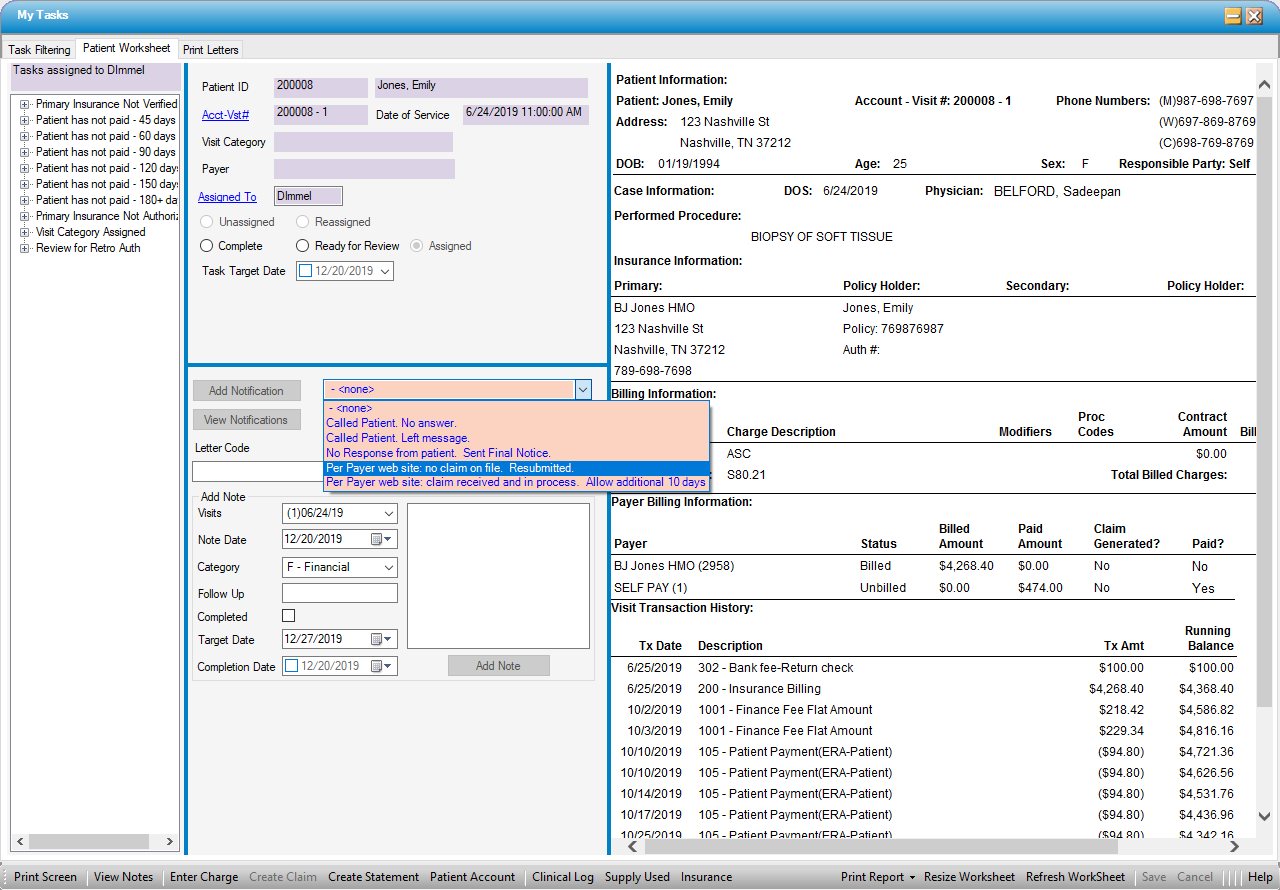 My Tasks
Task Filtering Patient Worksheet Print Letters
Tasks assigned to DImmel
Primary Insurance Not Verified
Patient has not paid - 45 days
Patient has not paid - 60 days
Patient has not paid - 90 days
Patient has not paid - 120 days
Patient has not paid - 150 days
Patient has not paid - 180+ da
Primary Insurance Not Authoriz
Visit Category Assigned
Review for Retro Auth
Patient ID 200008 Jones, Emily
Acct-Vst# 200008 - 1 Date of Service 6/24/2019 11:00:00 AM
Visit Category
Payer
Assigned To DImmel
Unassigned Reassigned
Complete Ready for Review Assigned
Task Target Date 12/20/2019
Add Notification - <none>
View Notifications
- <none>
Called Patient. No answer.
Called Patient. Left message.
No Response from patient. Sent Final Notice.
Per Payer web site: no claim on file. Resubmitted.
Per Payer web site: claim received and in process. Allow additional 10 days
Letter Code
Add Note
Visits (1)06/24/19
Note Date 12/20/2019
Category F - Financial
Follow Up
Completed
Target Date 12/27/2019
Completion Date 12/20/2019
Add Note
Patient Information:
Patient: Jones, Emily Account - Visit #: 200008 - 1 Phone Numbers: (M)987-698-7697
Address: 123 Nashville St (W)697-869-8769
Nashville, TN 37212 (C)698-769-8769
DOB: 01/19/1994 Age: 25 Sex: F Responsible Party: Self
Case Information: DOS: 6/24/2019 Physician: BELFORD, Sadeepan
Performed Procedure:
BIOPSY OF SOFT TISSUE
Insurance Information:
Primary: Policy Holder: Secondary: Policy Holder:
BJ Jones HMO Jones, Emily
123 Nashville St Policy: 769876987
Nashville, TN 37212 Auth #:
789-698-7698
Billing Information:
Charge Description Modifiers Proc Codes Contract Amount Bill
ASC $0.00
S80.21 Total Billed Charges:
Payer Billing Information:
Payer Status Billed Amount Paid Amount Claim Generated? Paid?
BJ Jones HMO (2958) Billed $4,268.40 $0.00 No No
SELF PAY (1) Unbilled $0.00 $474.00 No Yes
Visit Transaction History:
Tx Date Description Tx Amt Running Balance
6/25/2019 302 - Bank fee-Return check $100.00 $100.00
6/25/2019 200 - Insurance Billing $4,268.40 $4,368.40
10/2/2019 1001 - Finance Fee Flat Amount $218.42 $4,586.82
10/3/2019 1001 - Finance Fee Flat Amount $229.34 $4,816.16
10/10/2019 105 - Patient Payment(ERA-Patient) ($94.80) $4,721.36
10/10/2019 105 - Patient Payment(ERA-Patient) ($94.80) $4,626.56
10/14/2019 105 - Patient Payment(ERA-Patient) ($94.80) $4,531.76
10/17/2019 105 - Patient Payment(ERA-Patient) ($94.80) $4,436.96
10/25/2019 105 - Patient Payment(ERA-Patient) ($94.80) $4,342.16
Print Screen View Notes Enter Charge Create Claim Create Statement Patient Account Clinical Log Supply Used Insurance Print Report Resize Worksheet Refresh WorkSheet Save Cancel Help